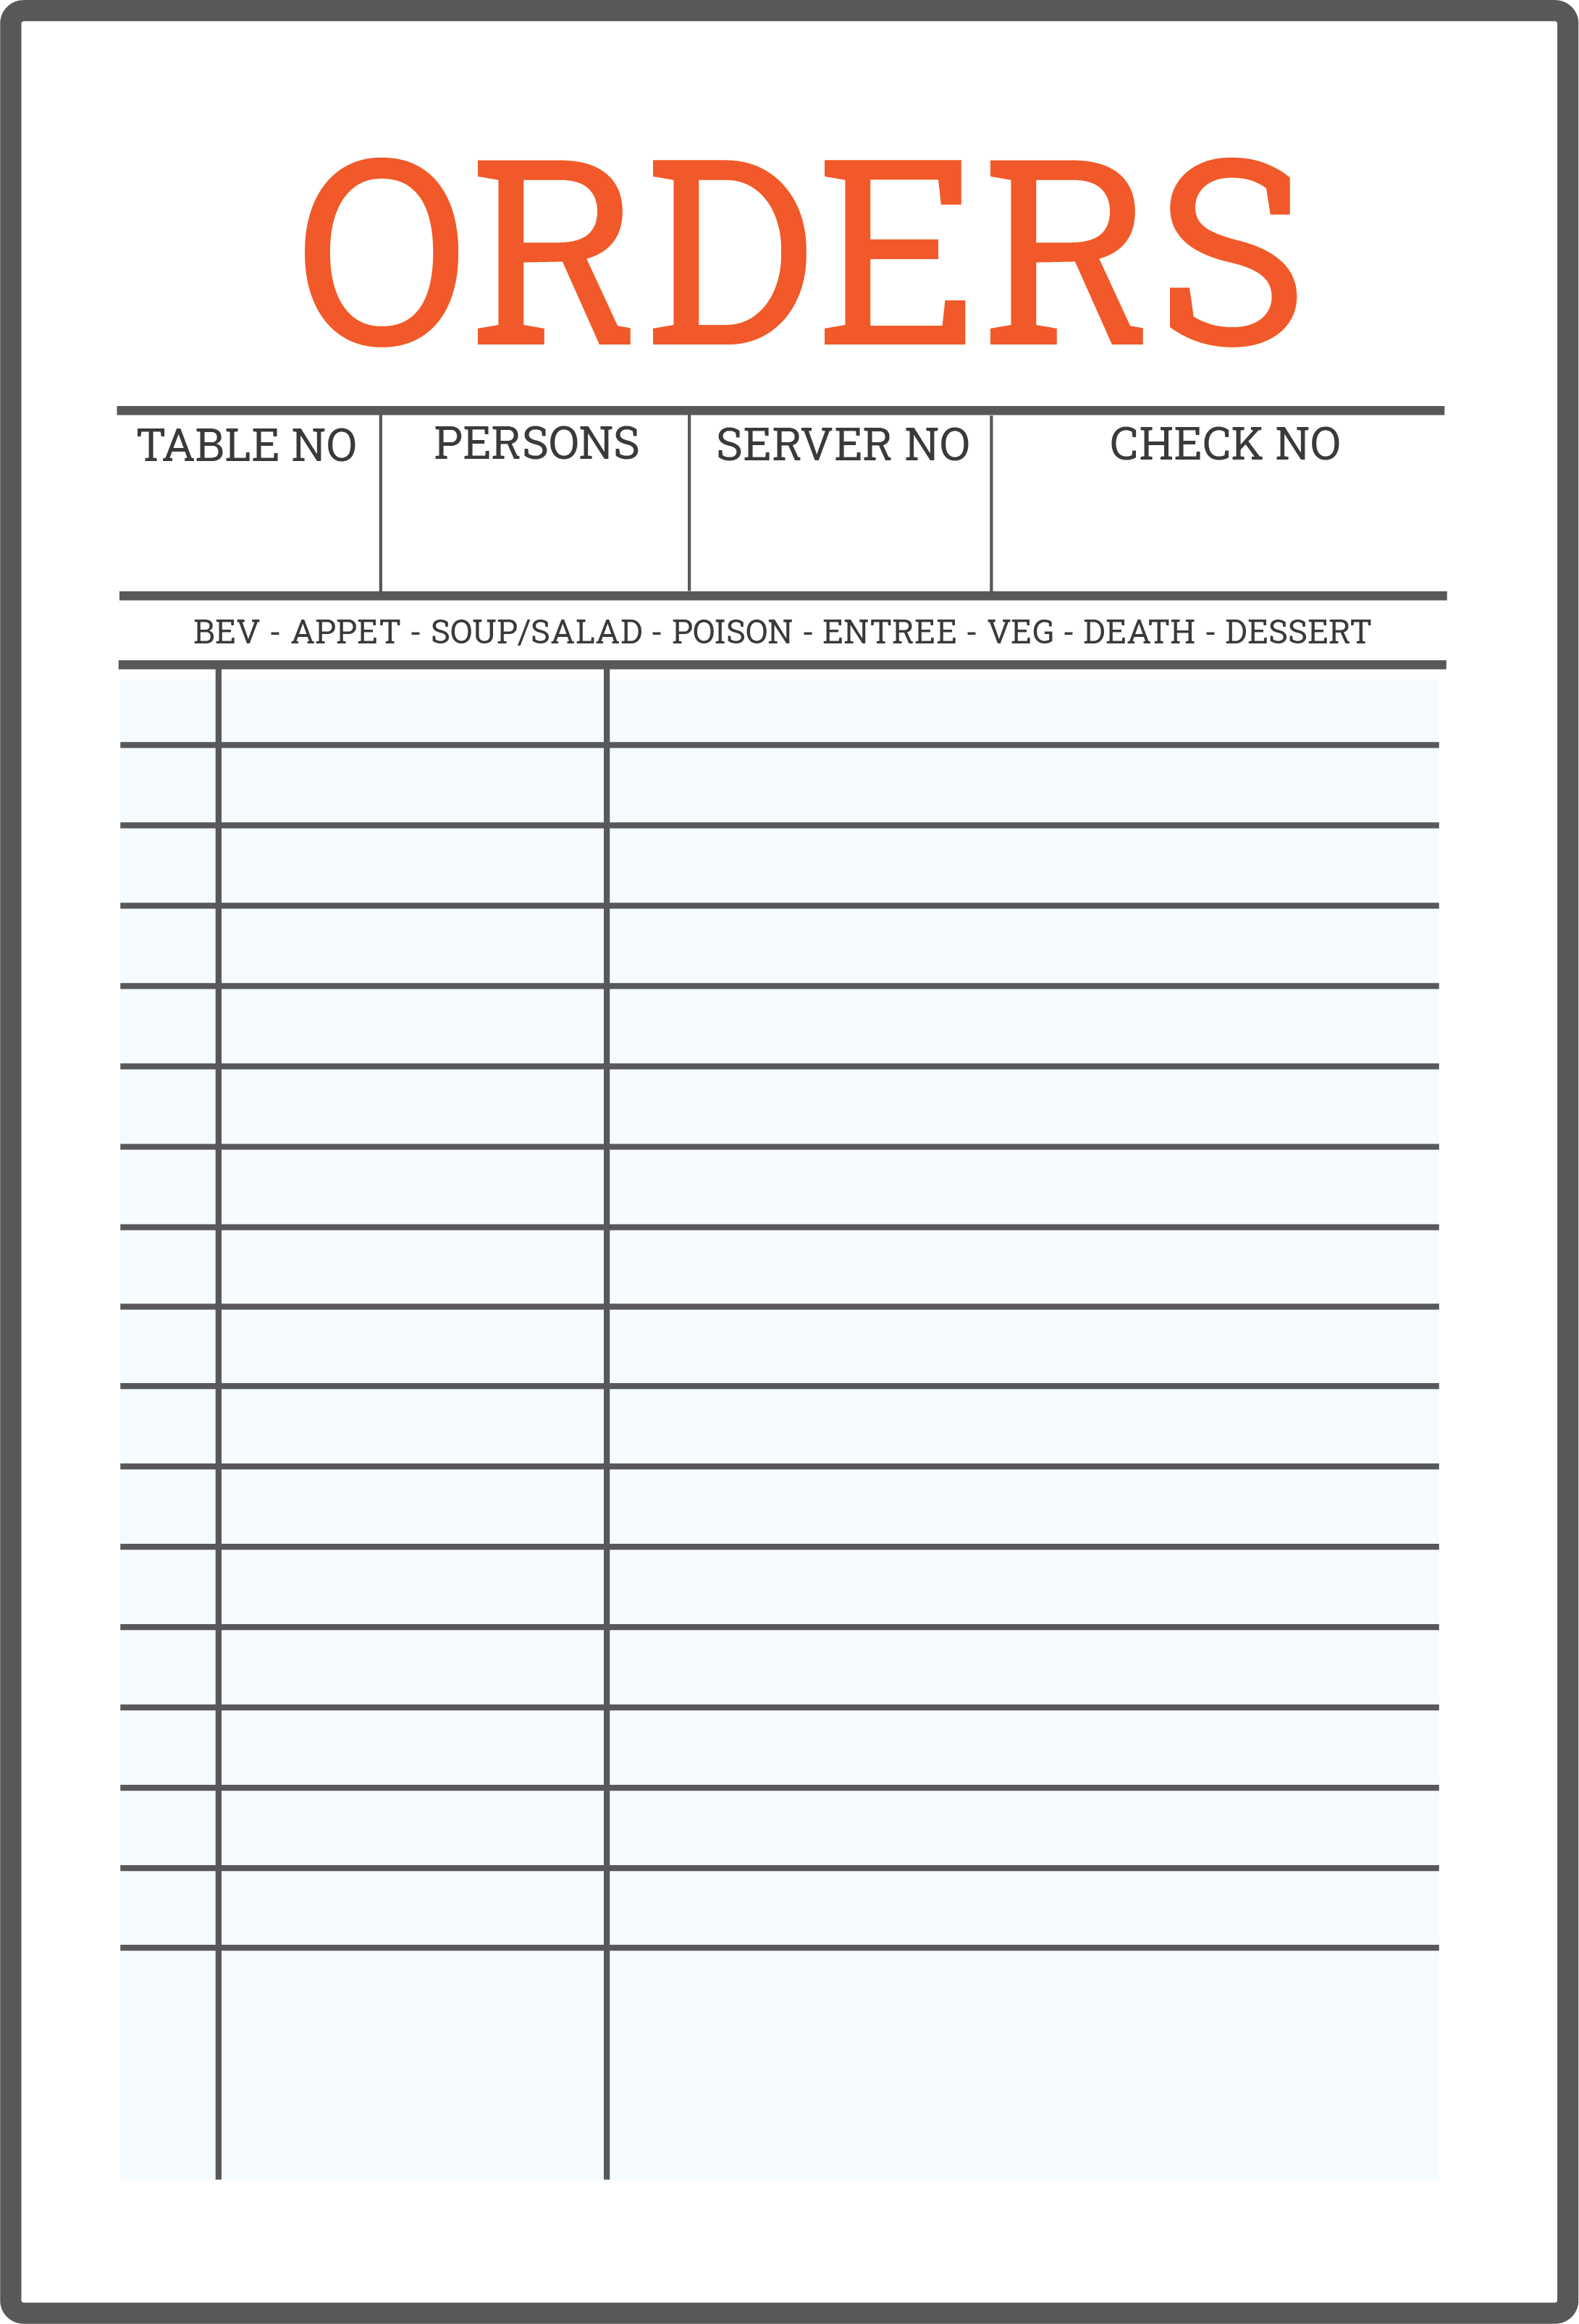 ORDERS
TABLE NO PERSONS SERVER NO CHECK NO
BEV - APPET - SOUP/SALAD - POISON - ENTREE - VEG - DEATH - DESSERT